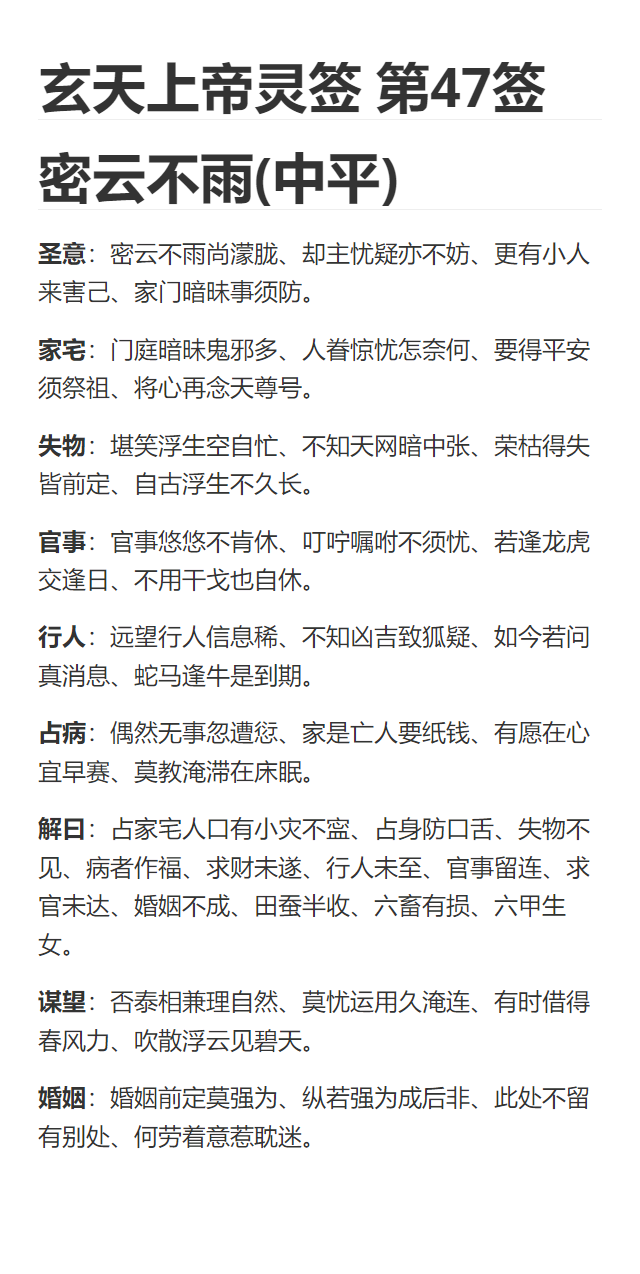 玄天上帝灵签 第47签
密云不雨(中平)
圣意：密云不雨尚濛胧、却主忧疑亦不妨、更有小人
来害己、家门暗昧事须防。
家宅：门庭暗昧鬼邪多、人眷惊忧怎奈何、要得平安
须祭祖、将心再念天尊号。
失物：堪笑浮生空自忙、不知天网暗中张、荣枯得失
皆前定、自古浮生不久长。
官事：官事悠悠不肯休、叮咛嘱咐不须忧、若逢龙虎
交逢日、不用干戈也自休。
行人：远望行人信息稀、不知凶吉致狐疑、如今若问
真消息、蛇马逢牛是到期。
占病：偶然无事忽遭愆、家是亡人要纸钱、有愿在心
宜早赛、莫教淹滞在床眠。
解曰：占家宅人口有小灾不寍、占身防口舌、失物不
见、病者作福、求财未遂、行人未至、官事留连、求
官未达、婚姻不成、田蚕半收、六畜有损、六甲生
女。
谋望：否泰相兼理自然、莫忧运用久淹连、有时借得
春风力、吹散浮云见碧天。
婚姻：婚姻前定莫强为、纵若强为成后非、此处不留
有别处、何劳着意惹耽迷。